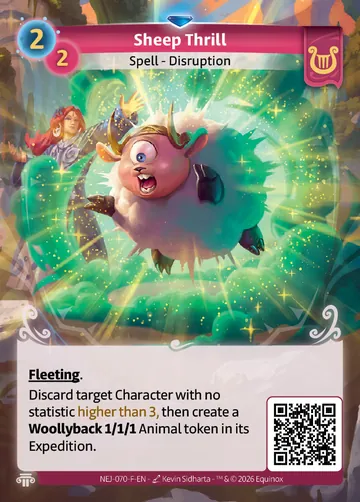 2
2
Sheep Thrill
Spell - Disruption
Fleeting.
Discard target Character with no
statistic higher than 3, then create a
Woollyback 1/1/1 Animal token in its
Expedition.
NEJ-070-F-EN - Kevin Sidharta - ™ & © 2026 Equinox